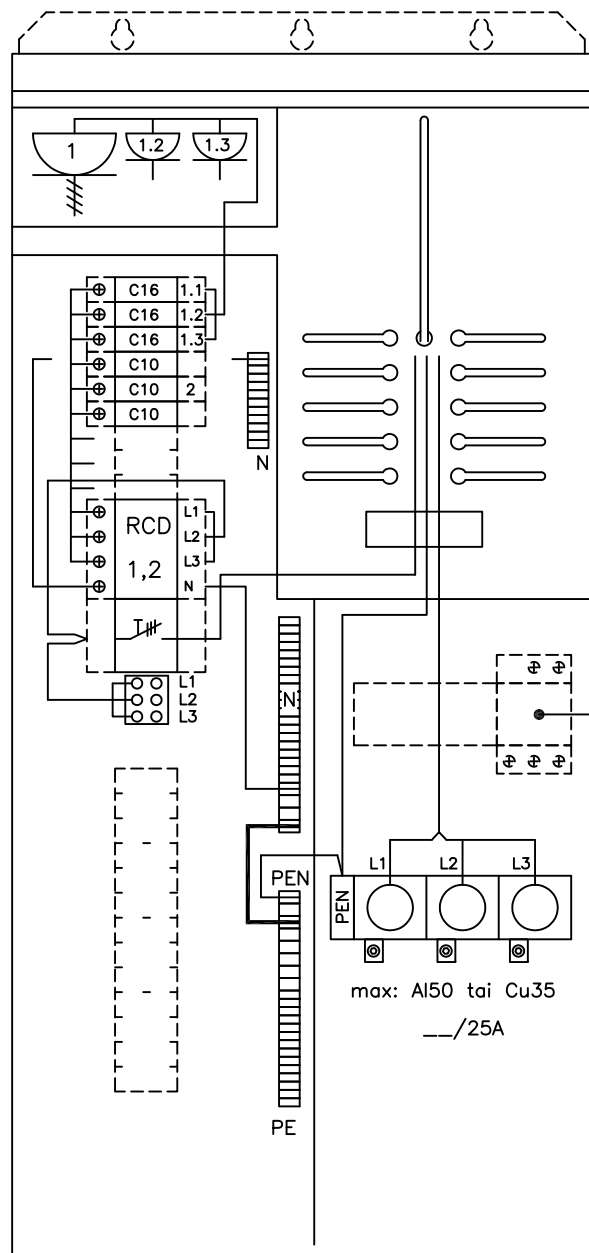 1 1.2 1.3
C16 1.1
C16 1.2
C16 1.3
C10
C10 2
C10
N
RCD
1,2
L1
L2
L3
N
T
L1
L2
L3
N
PEN
PEN
L1 L2 L3
max: Al50 tai Cu35
__/25A
PE